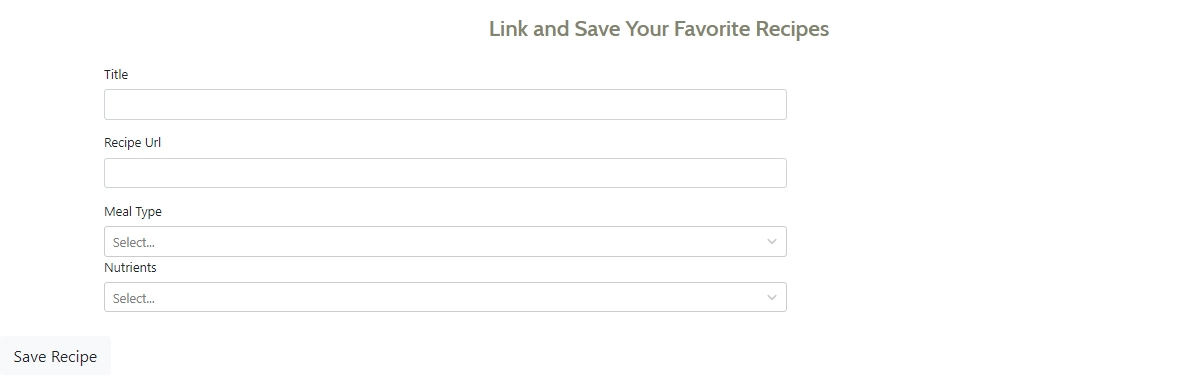 Link and Save Your Favorite Recipes
Title
Recipe Url
Meal Type
Select...
Nutrients
Select...
Save Recipe